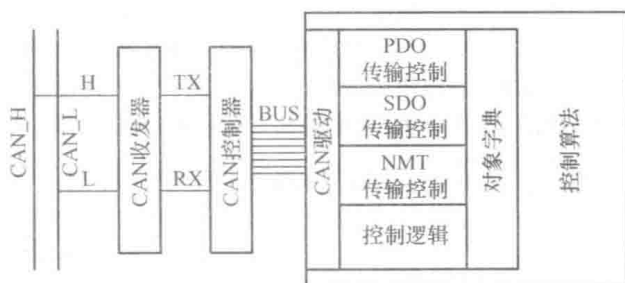 CAN_H
CAN_L
H
L
CAN收发器
TX
RX
CAN控制器
BUS
CAN驱动
PDO
传输控制
SDO
传输控制
NMT
传输控制
控制逻辑
对象字典
控制算法